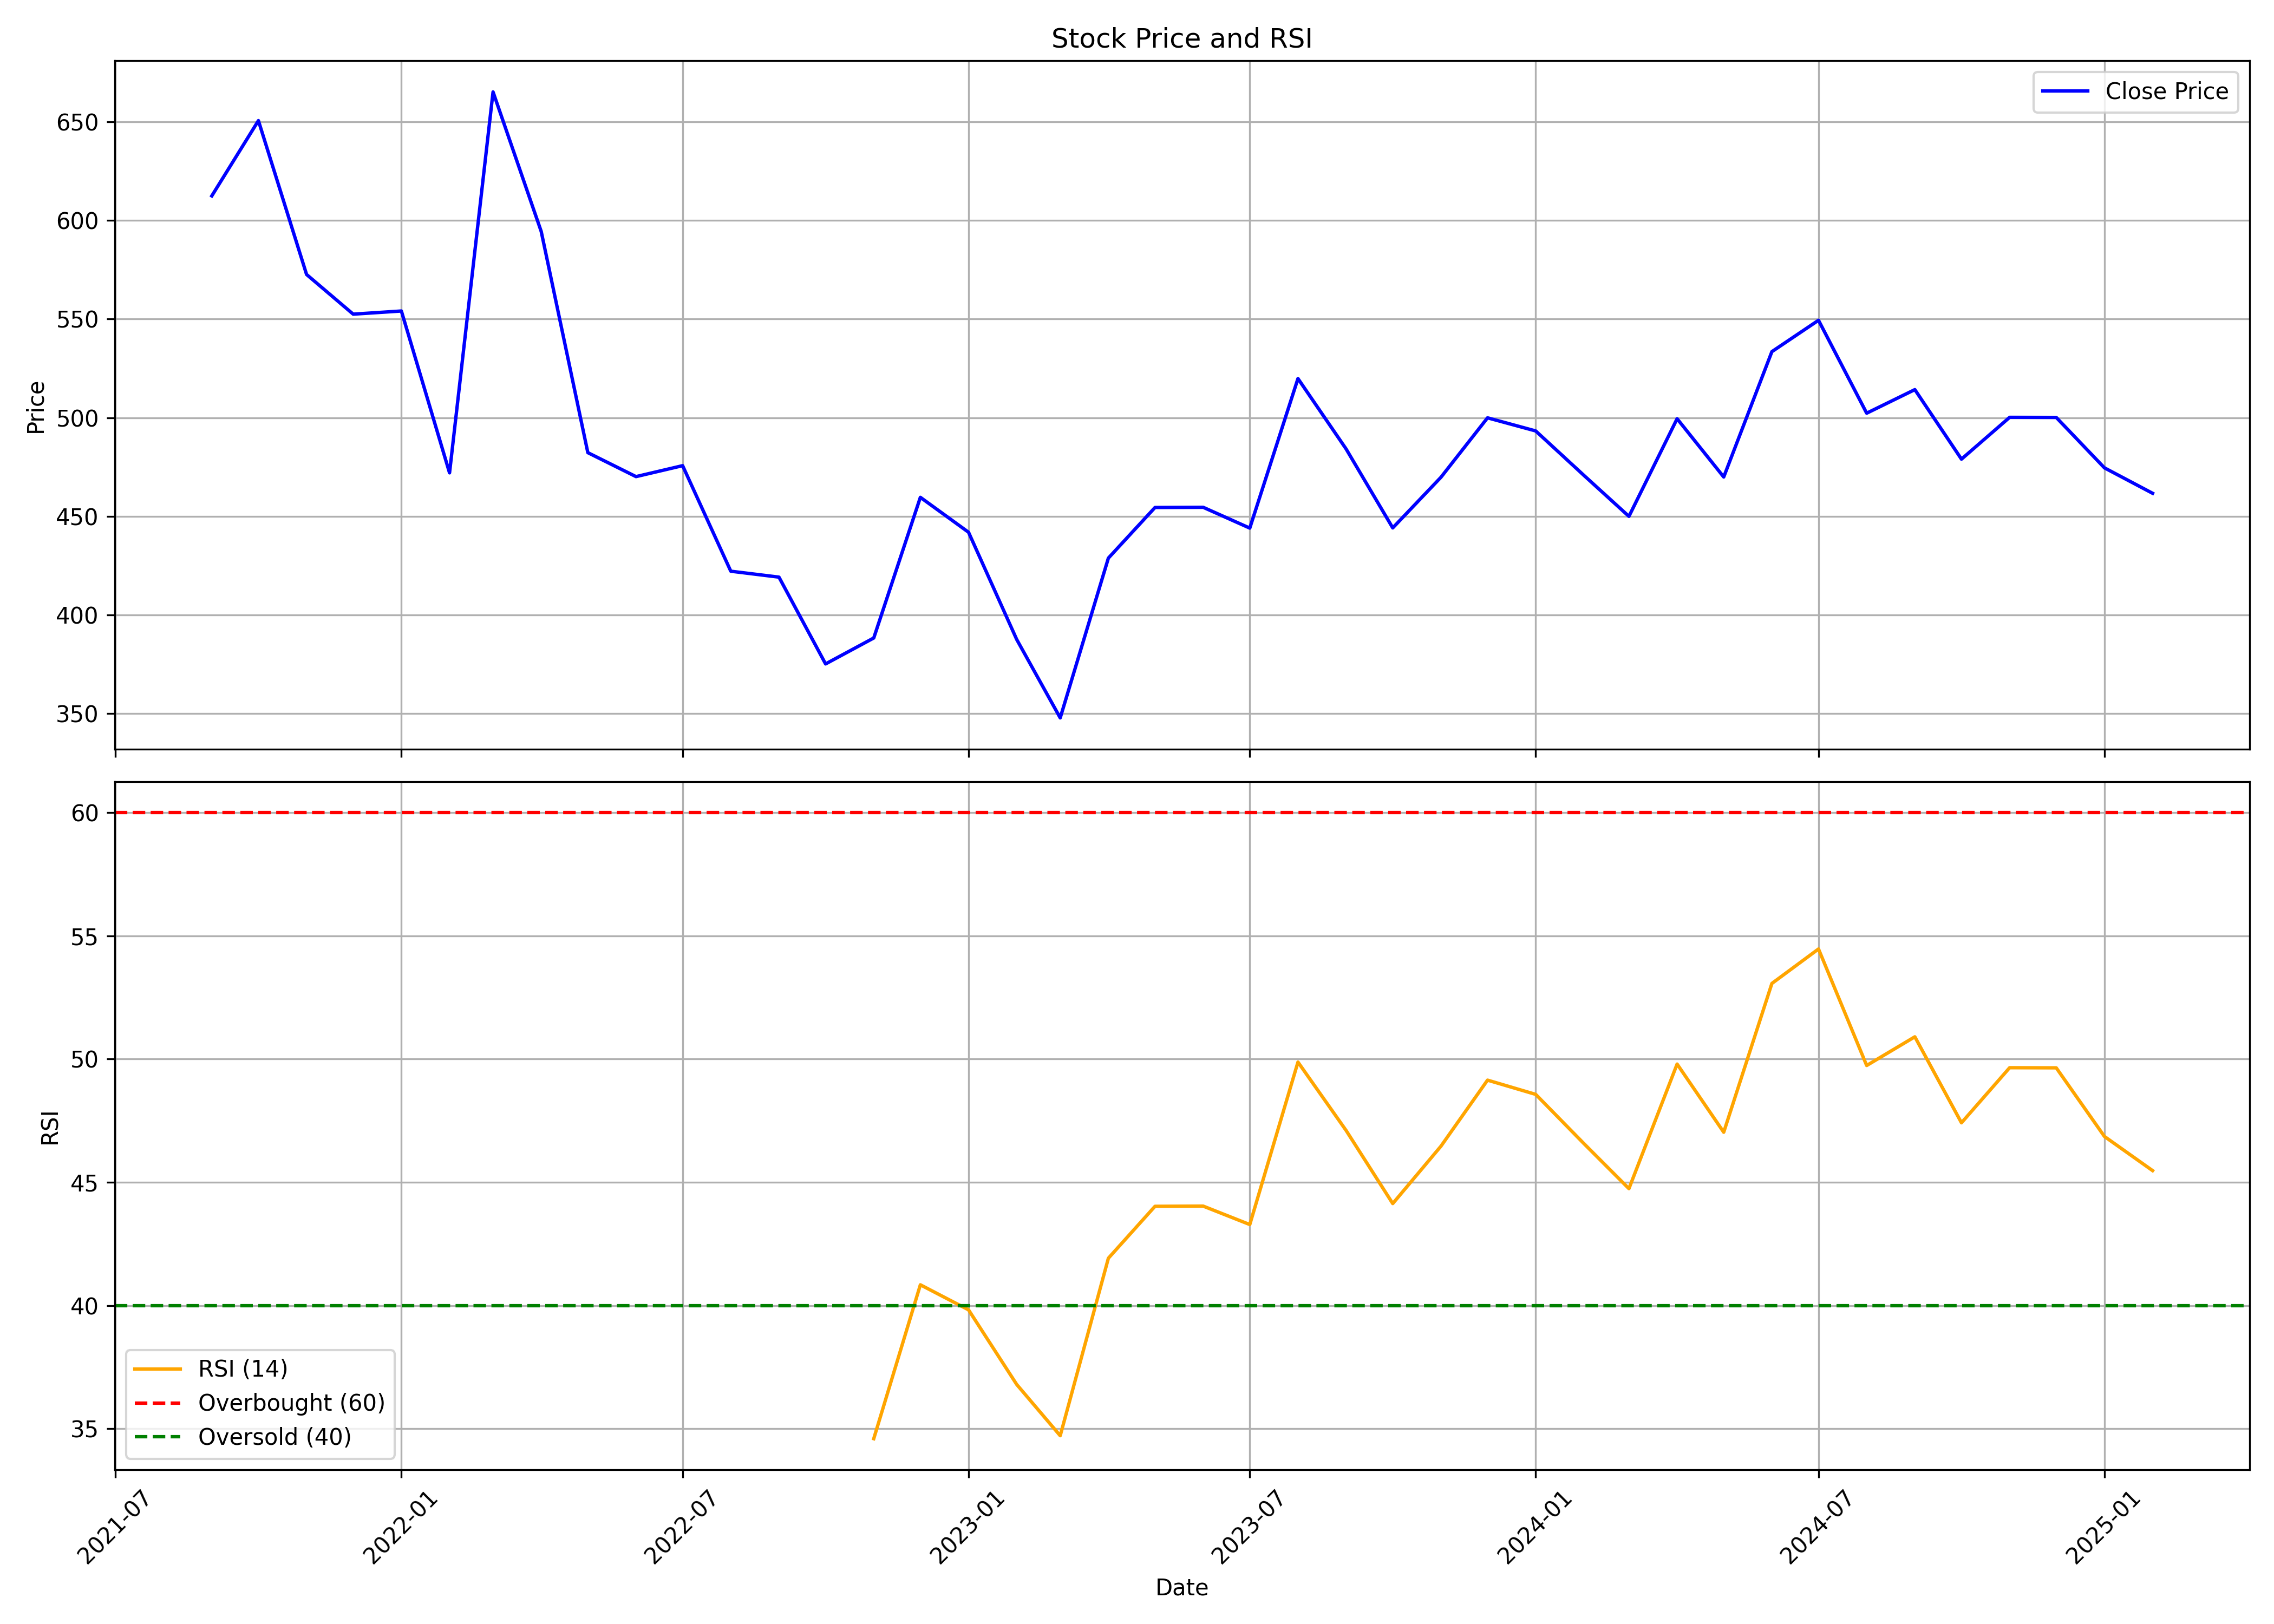 Stock Price and RSI
Close Price
650
600
550
500
450
400
350
Price
60
55
50
45
40
35
RSI
RSI (14)
Overbought (60)
Oversold (40)
2021-07
2022-01
2022-07
2023-01
2023-07
2024-01
2024-07
2025-01
Date